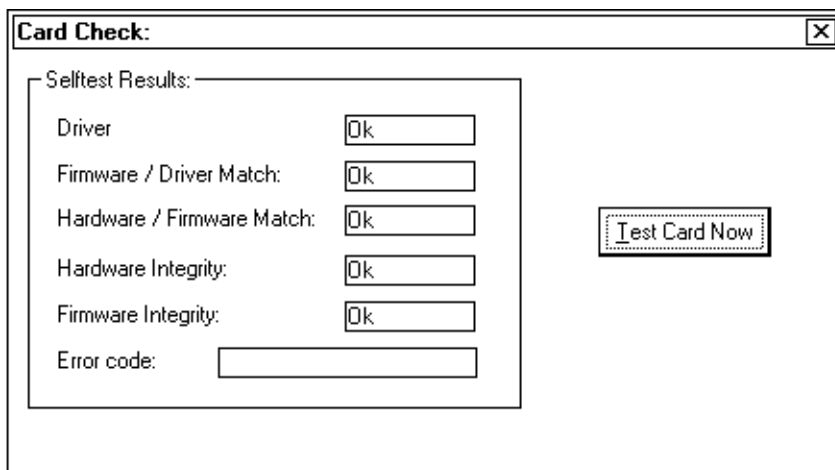 Card Check:
Selftest Results:
Driver Ok
Firmware / Driver Match: Ok
Hardware / Firmware Match: Ok
Test Card Now
Hardware Integrity: Ok
Firmware Integrity: Ok
Error code: